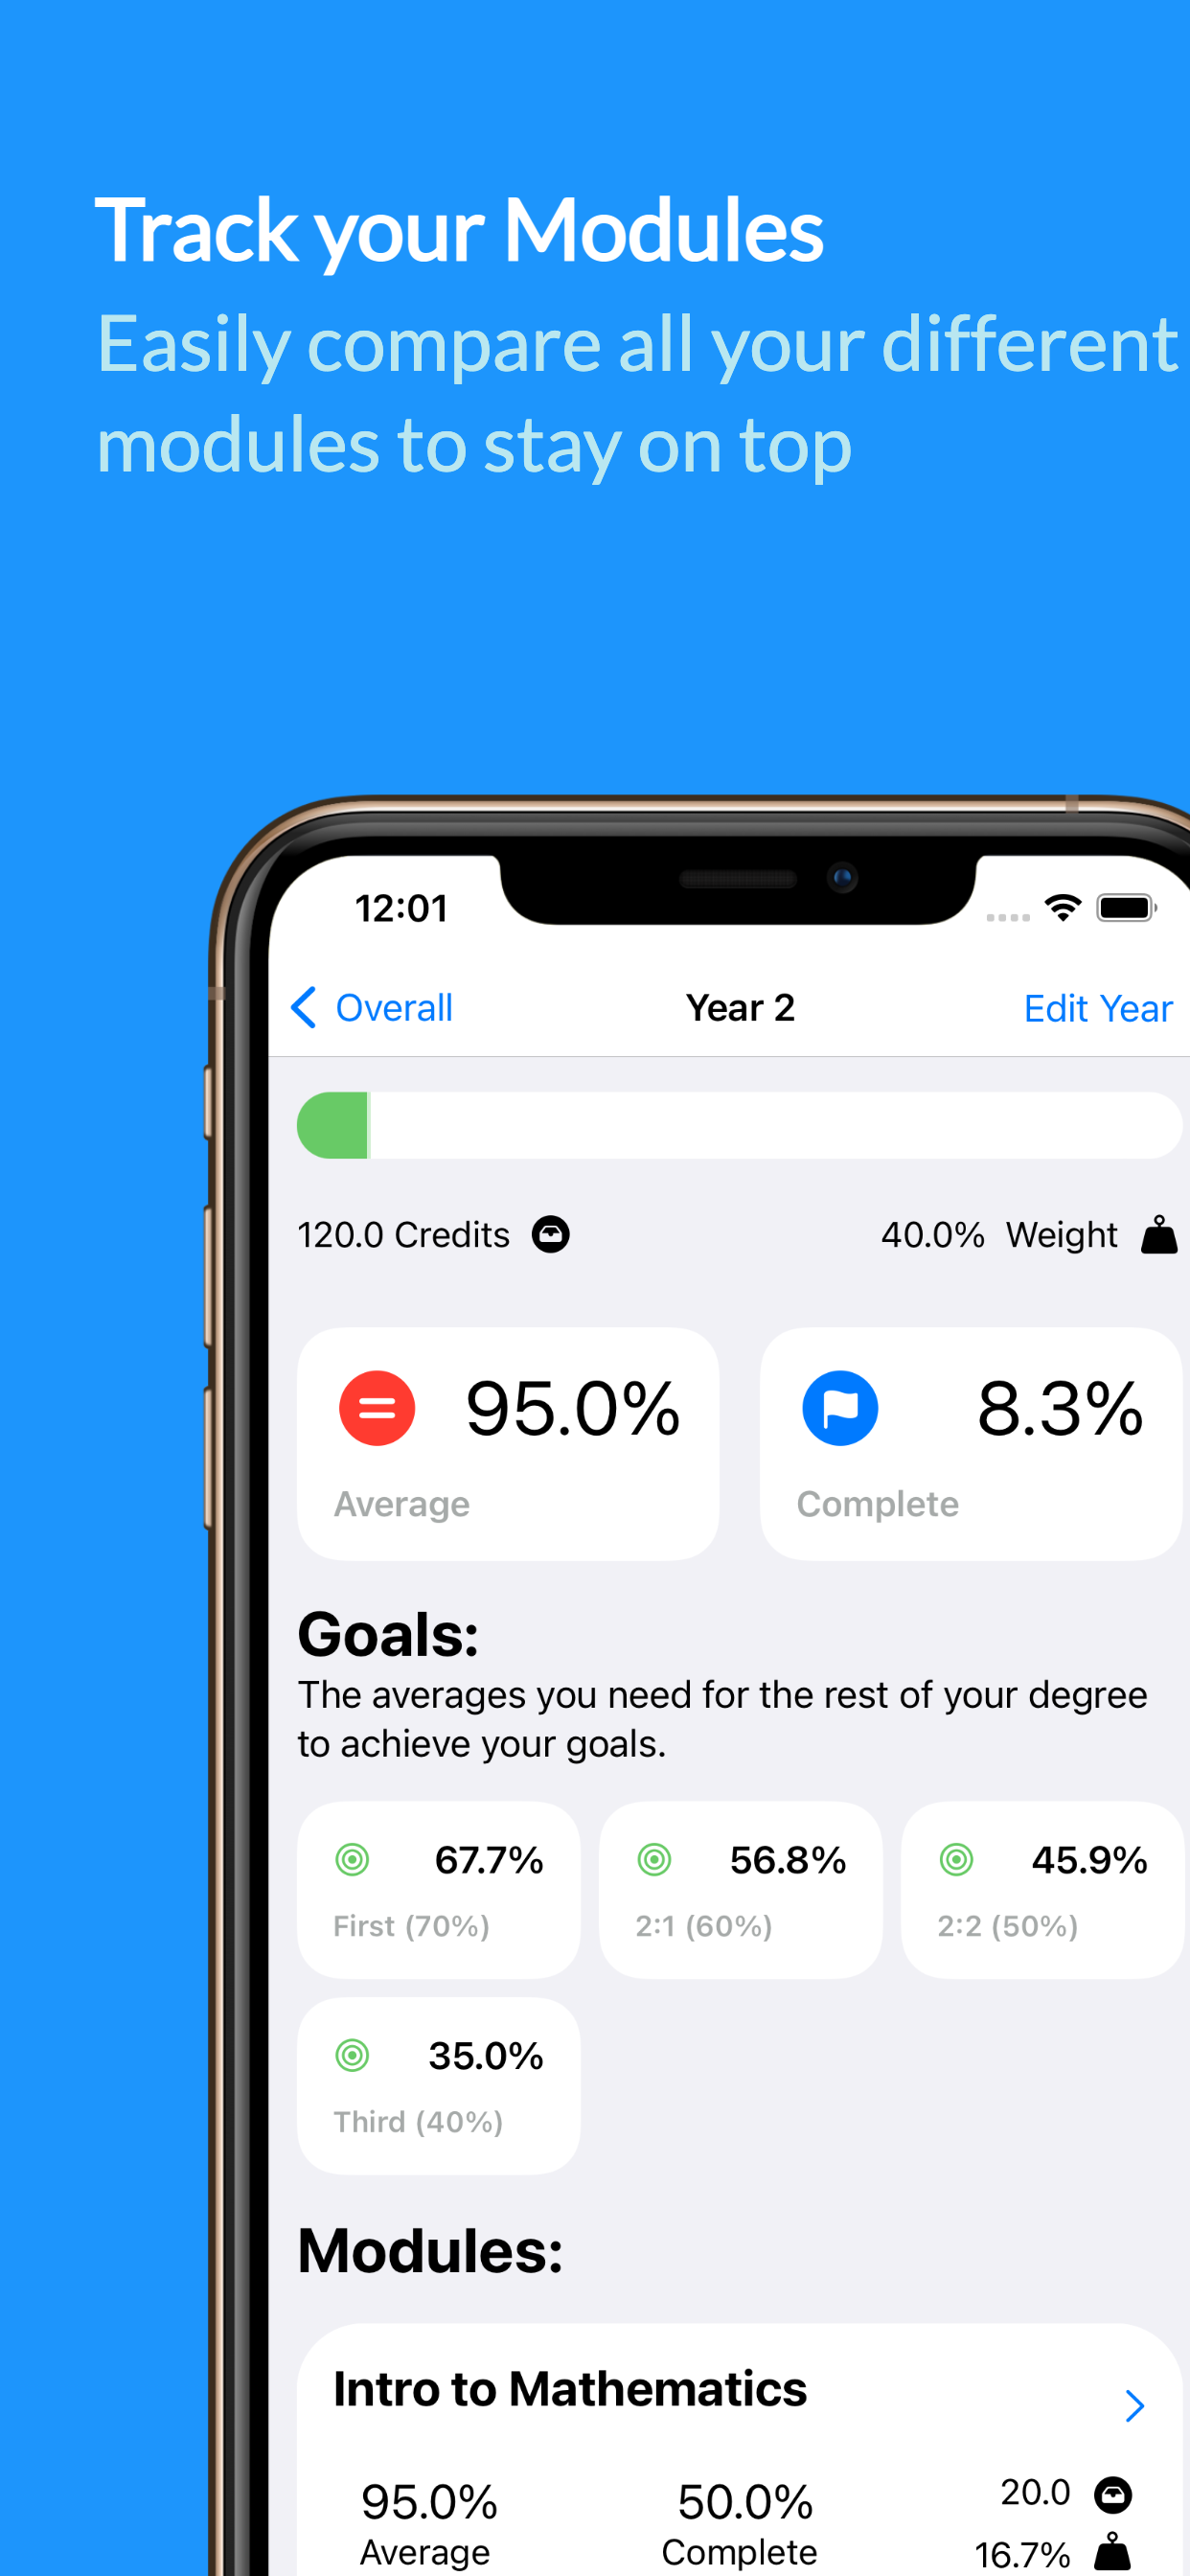 Track your Modules
Easily compare all your different
modules to stay on top
12:01
Overall Year 2 Edit Year
120.0 Credits 40.0% Weight
95.0% 8.3%
Average Complete
Goals:
The averages you need for the rest of your degree
to achieve your goals.
67.7% 56.8% 45.9%
First (70%) 2:1 (60%) 2:2 (50%)
35.0%
Third (40%)
Modules:
Intro to Mathematics
95.0% 50.0% 20.0
Average Complete 16.7%